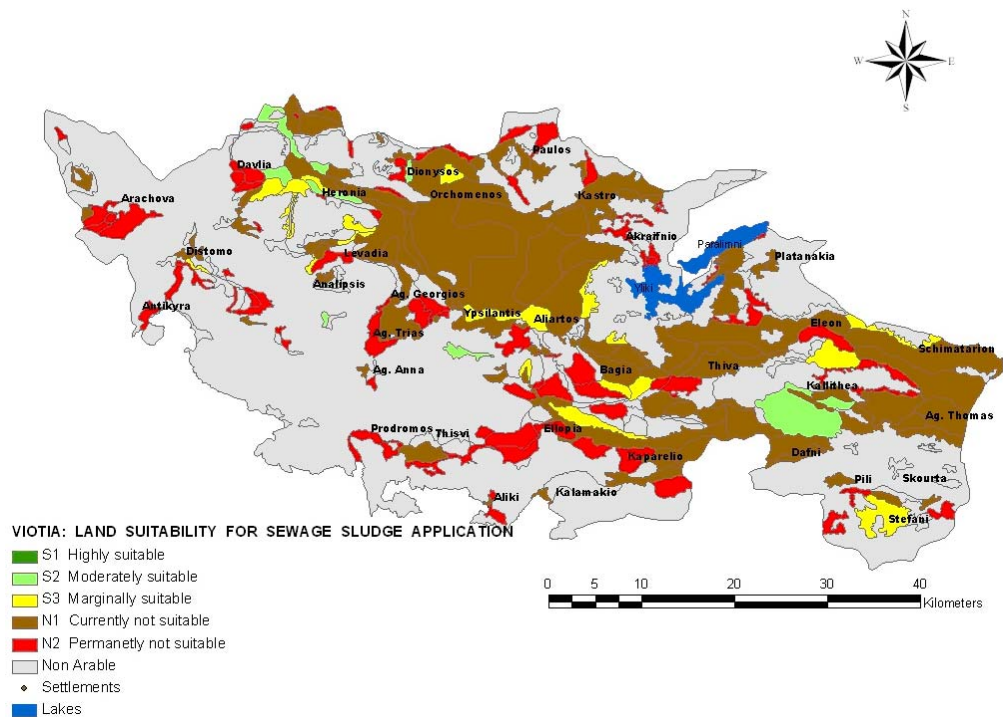 N
W E
S
Paulos
Davlia
Dionysos
Heronia
Orchomenos
Kastro
Arachova
Akraifnio
Paralimni
Distomo
Levadia
Platanakia
Analipsis
Yliki
Ag. Georgios
Antikyra
Ypsilantis
Aliartos
Eleon
Ag. Trias
Schimatarion
Ag. Anna
Bagia
Thiva
Kallithea
Ag. Thomas
Prodromos
Thisvi
Ellopia
Kaparelio
Dafni
Pili
Skourta
Aliki
Kalamakio
Stefani
VIOTIA: LAND SUITABILITY FOR SEWAGE SLUDGE APPLICATION
S1 Highly suitable
S2 Moderately suitable
S3 Marginally suitable
N1 Currently not suitable
N2 Permanetly not suitable
Non Arable
Settlements
Lakes
0 5 10 20 30 40
Kilometers